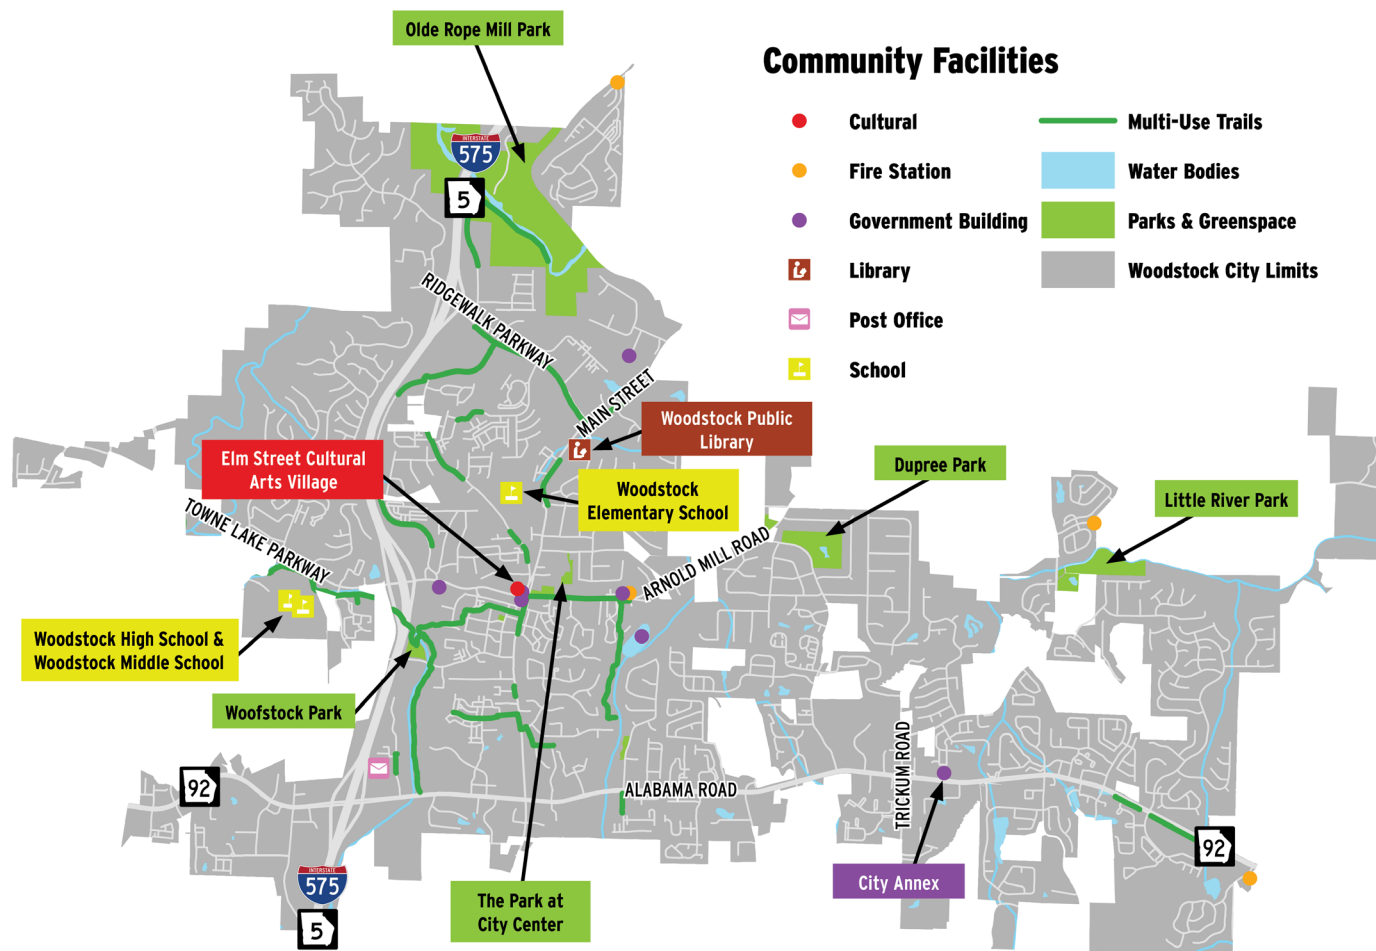 Olde Rope Mill Park
Community Facilities
Cultural
Fire Station
Government Building
Library
Post Office
School
Multi-Use Trails
Water Bodies
Parks & Greenspace
Woodstock City Limits
INTERSTATE
575
5
RIDGEWALK PARKWAY
MAIN STREET
Woodstock Public
Library
Elm Street Cultural
Arts Village
Woodstock
Elementary School
Dupree Park
Little River Park
TOWNE LAKE PARKWAY
ARNOLD MILL ROAD
Woodstock High School &
Woodstock Middle School
Woofstock Park
TRICKUM ROAD
92
ALABAMA ROAD
92
INTERSTATE
575
5
The Park at
City Center
City Annex